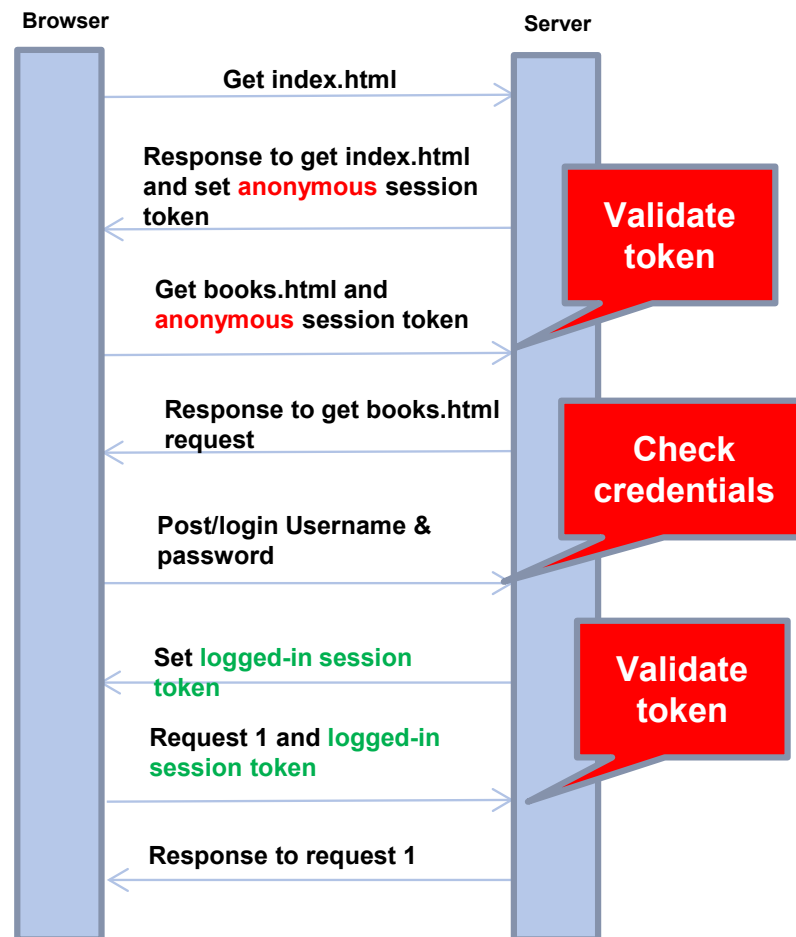 Browser
Server
Get index.html
Response to get index.html
and set anonymous session
token
Validate
token
Get books.html and
anonymous session token
Response to get books.html
request
Check
credentials
Post/login Username &
password
Set logged-in session
token
Validate
token
Request 1 and logged-in
session token
Response to request 1